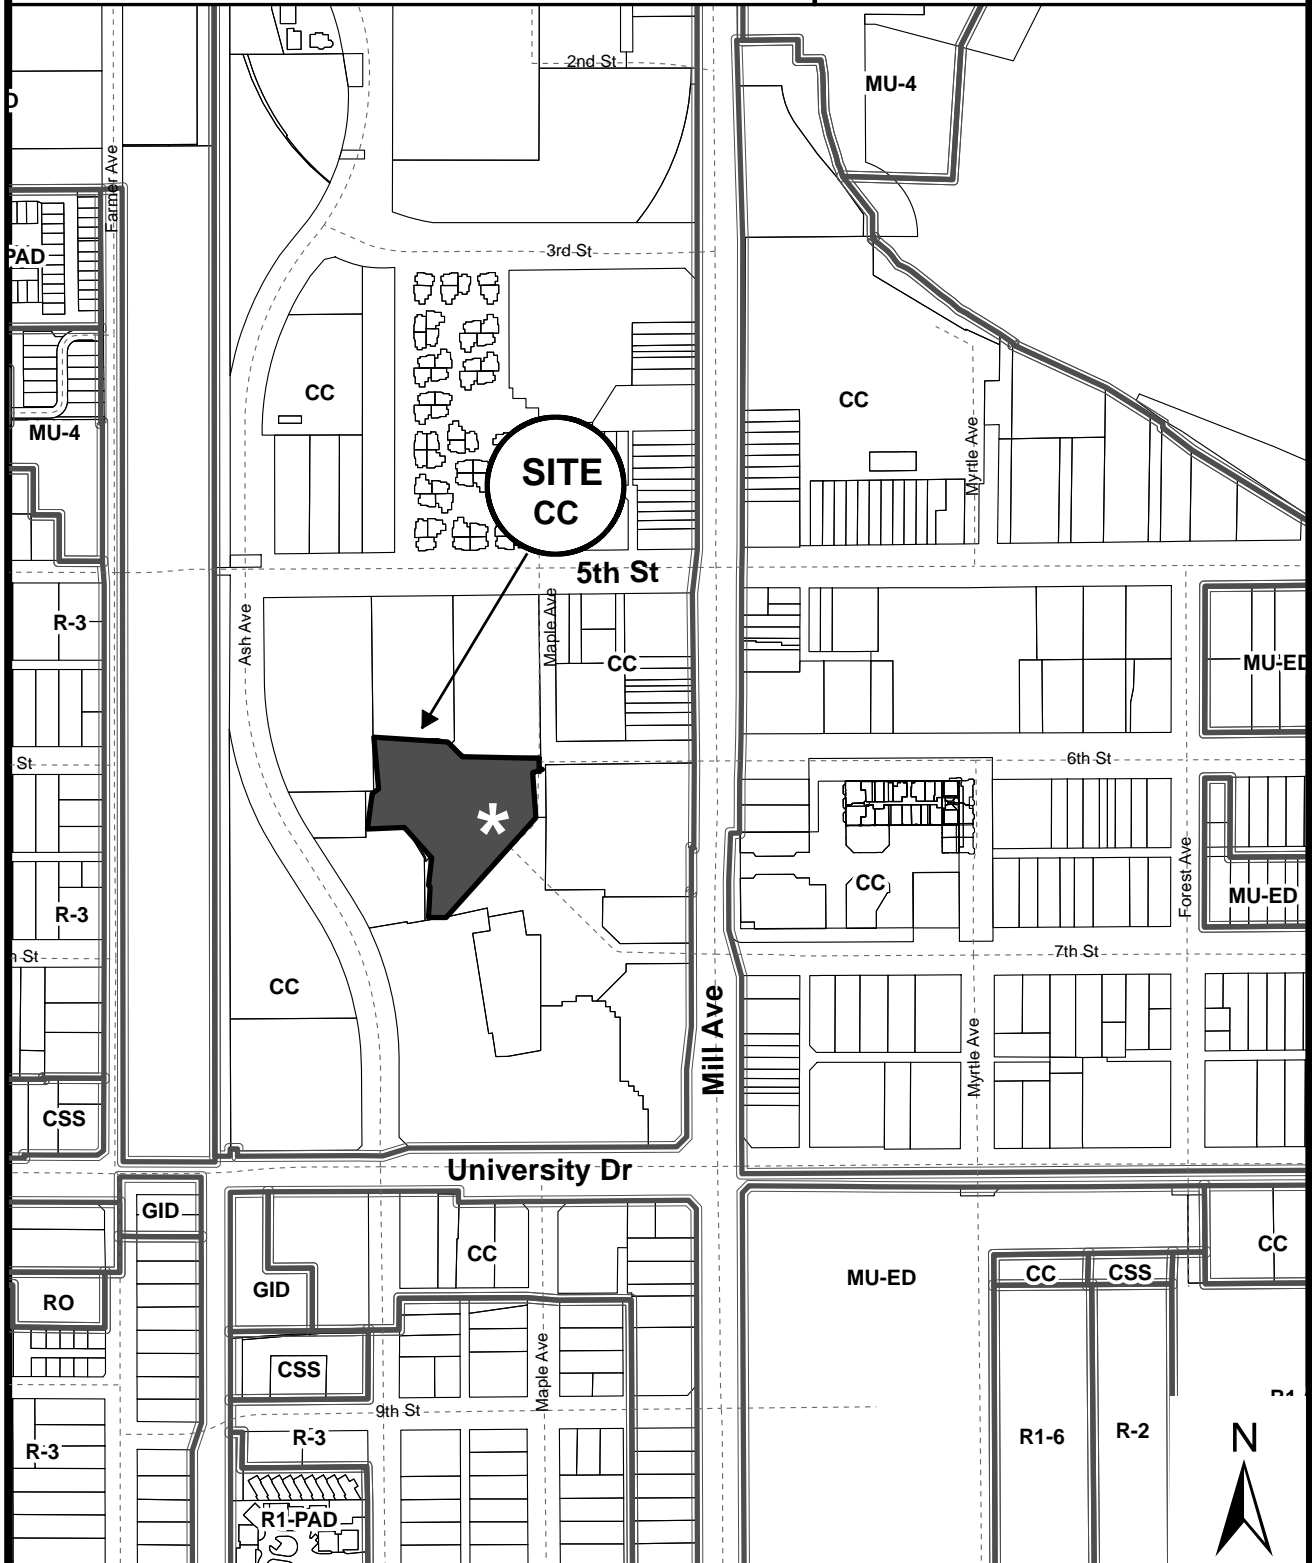 2nd St
MU-4
Farmer Ave
3rd St
PAD
CC
CC
MU-4
SITE
CC
Myrtle Ave
5th St
R-3
Ash Ave
Maple Ave
CC
MU-ED
St
6th St
*
Forest Ave
CC
MU-ED
R-3
St
7th St
CC
Mill Ave
Myrtle Ave
CSS
University Dr
GID
CC
CC
MU-ED
CC
CSS
GID
RO
CSS
Maple Ave
9th St
R-3
R-3
R1-6
R-2
N
R1-PAD